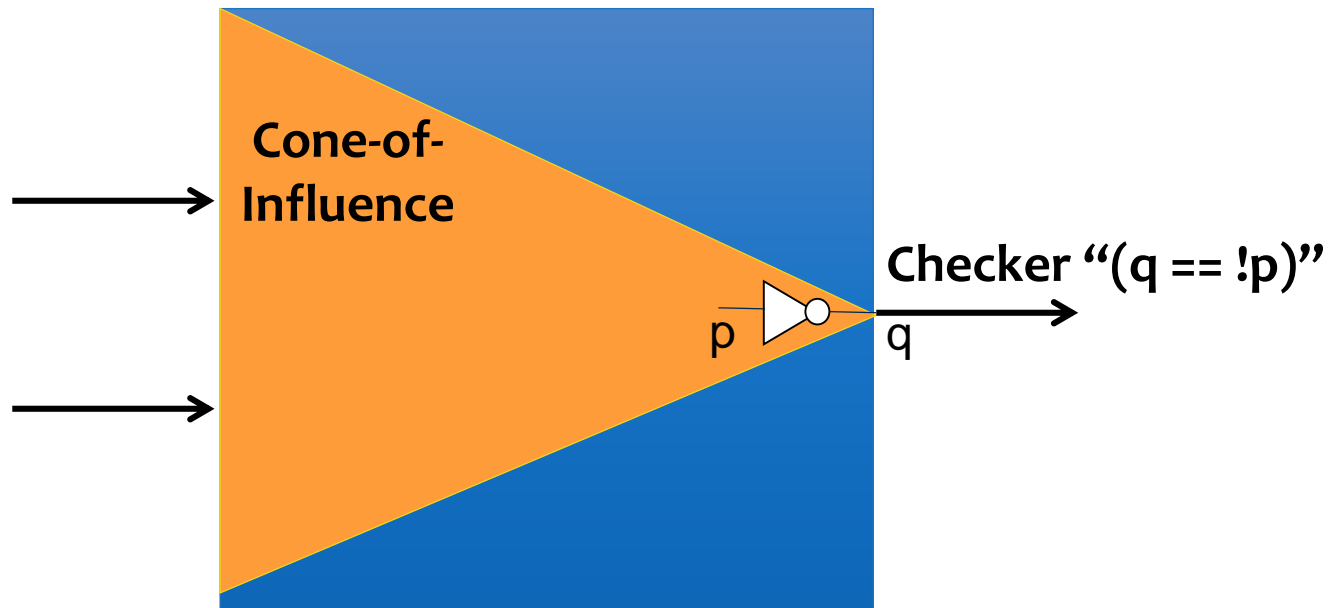 Cone-of-
Influence
Checker “(q == !p)”
p
q